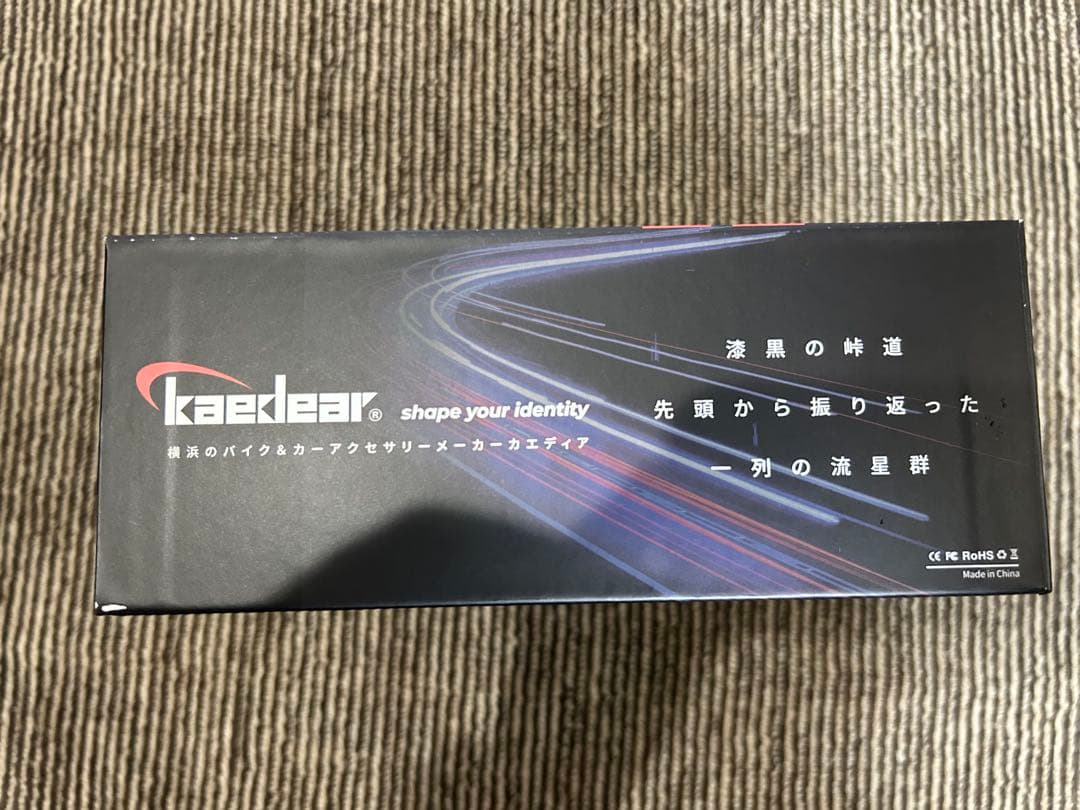 kaedear® shape your identity
横浜のバイク&カーアクセサリーメーカーカエディア
漆黒の峠道
先頭から振り返った
一列の流星群
CE FC RoHS
Made in China